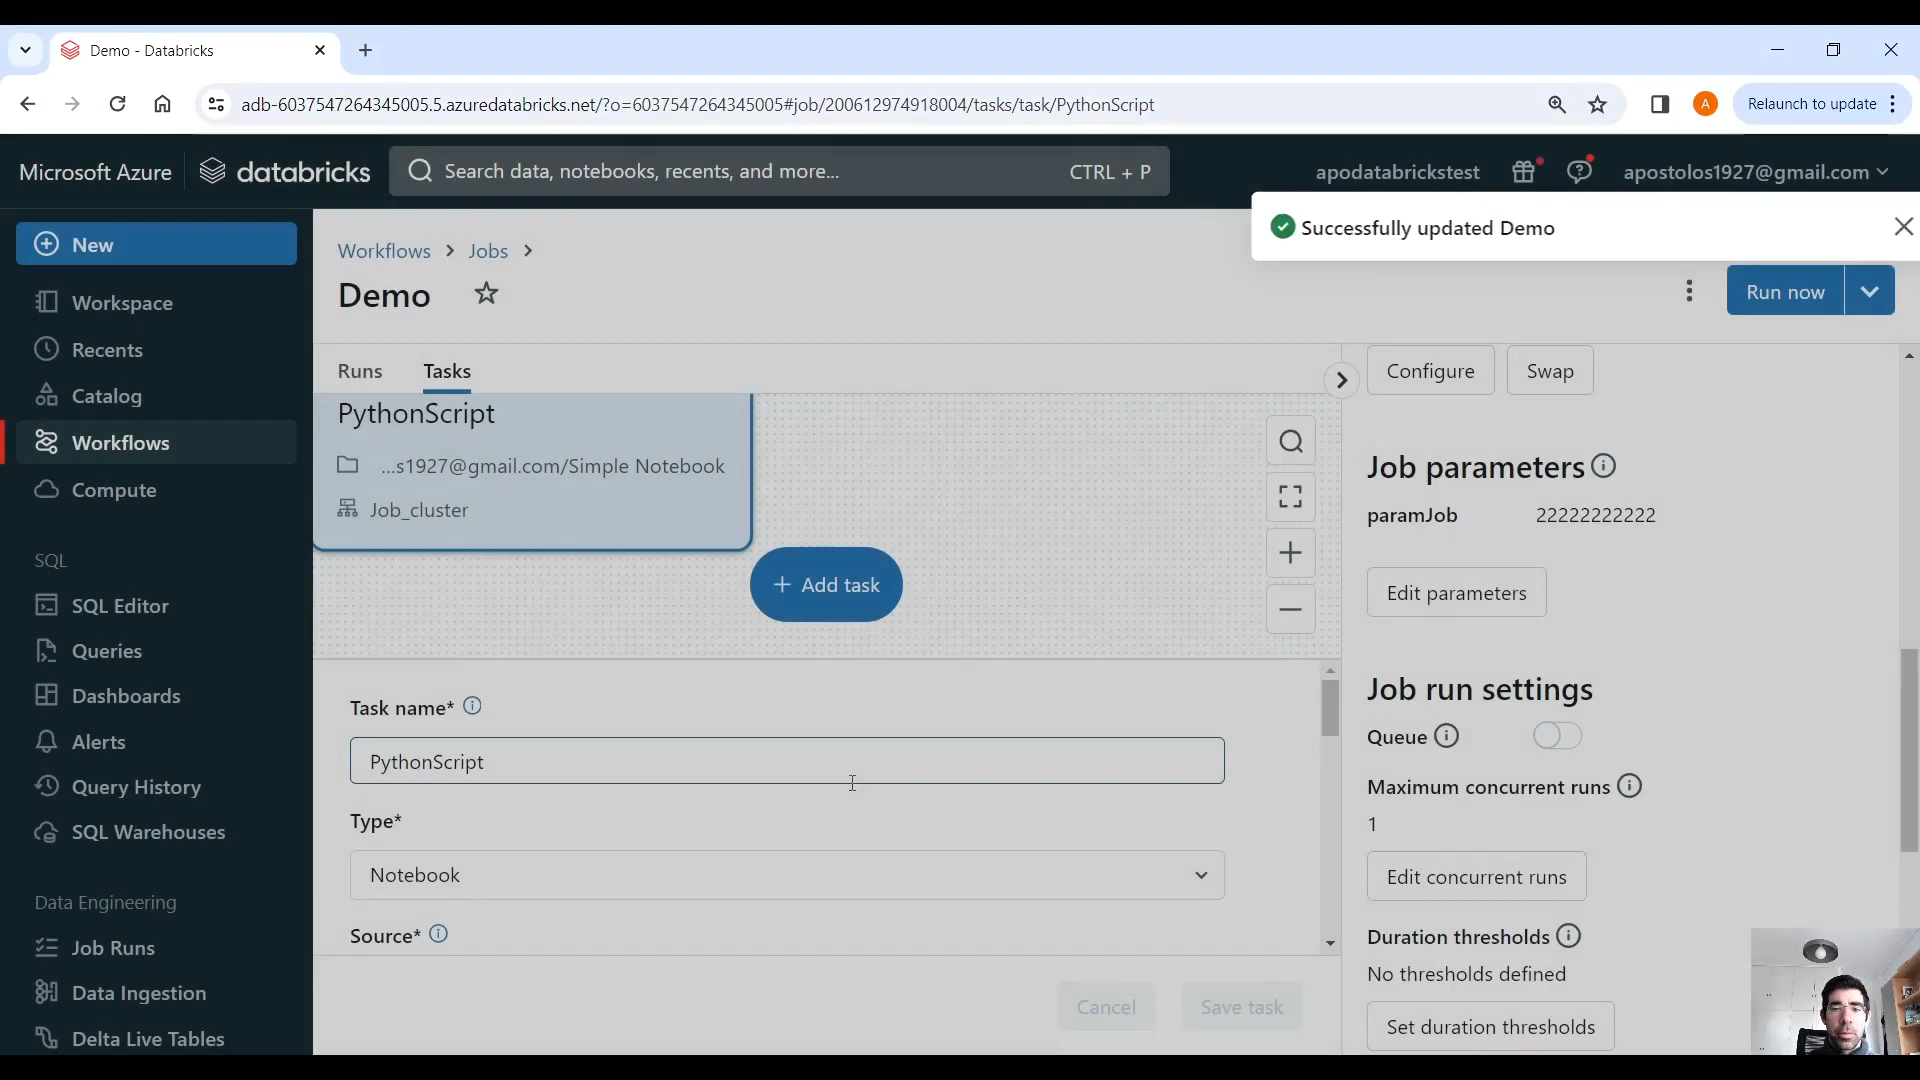 Demo - Databricks
adb-6037547264345005.5.azuredatabricks.net/?o=6037547264345005#job/200612974918004/tasks/task/PythonScript
A
Relaunch to update
Microsoft Azure
databricks
Search data, notebooks, recents, and more...
CTRL + P
apodatabrickstest
apostolos1927@gmail.com
Successfully updated Demo
New
Workspace
Recents
Catalog
Workflows
Compute
SQL
SQL Editor
Queries
Dashboards
Alerts
Query History
SQL Warehouses
Data Engineering
Job Runs
Data Ingestion
Delta Live Tables
Workflows > Jobs >
Demo
Run now
Runs
Tasks
PythonScript
...s1927@gmail.com/Simple Notebook
Job_cluster
+ Add task
Task name*
PythonScript
Type*
Notebook
Source*
Cancel
Save task
Configure
Swap
Job parameters
paramJob 22222222222
Edit parameters
Job run settings
Queue
Maximum concurrent runs
1
Edit concurrent runs
Duration thresholds
No thresholds defined
Set duration thresholds